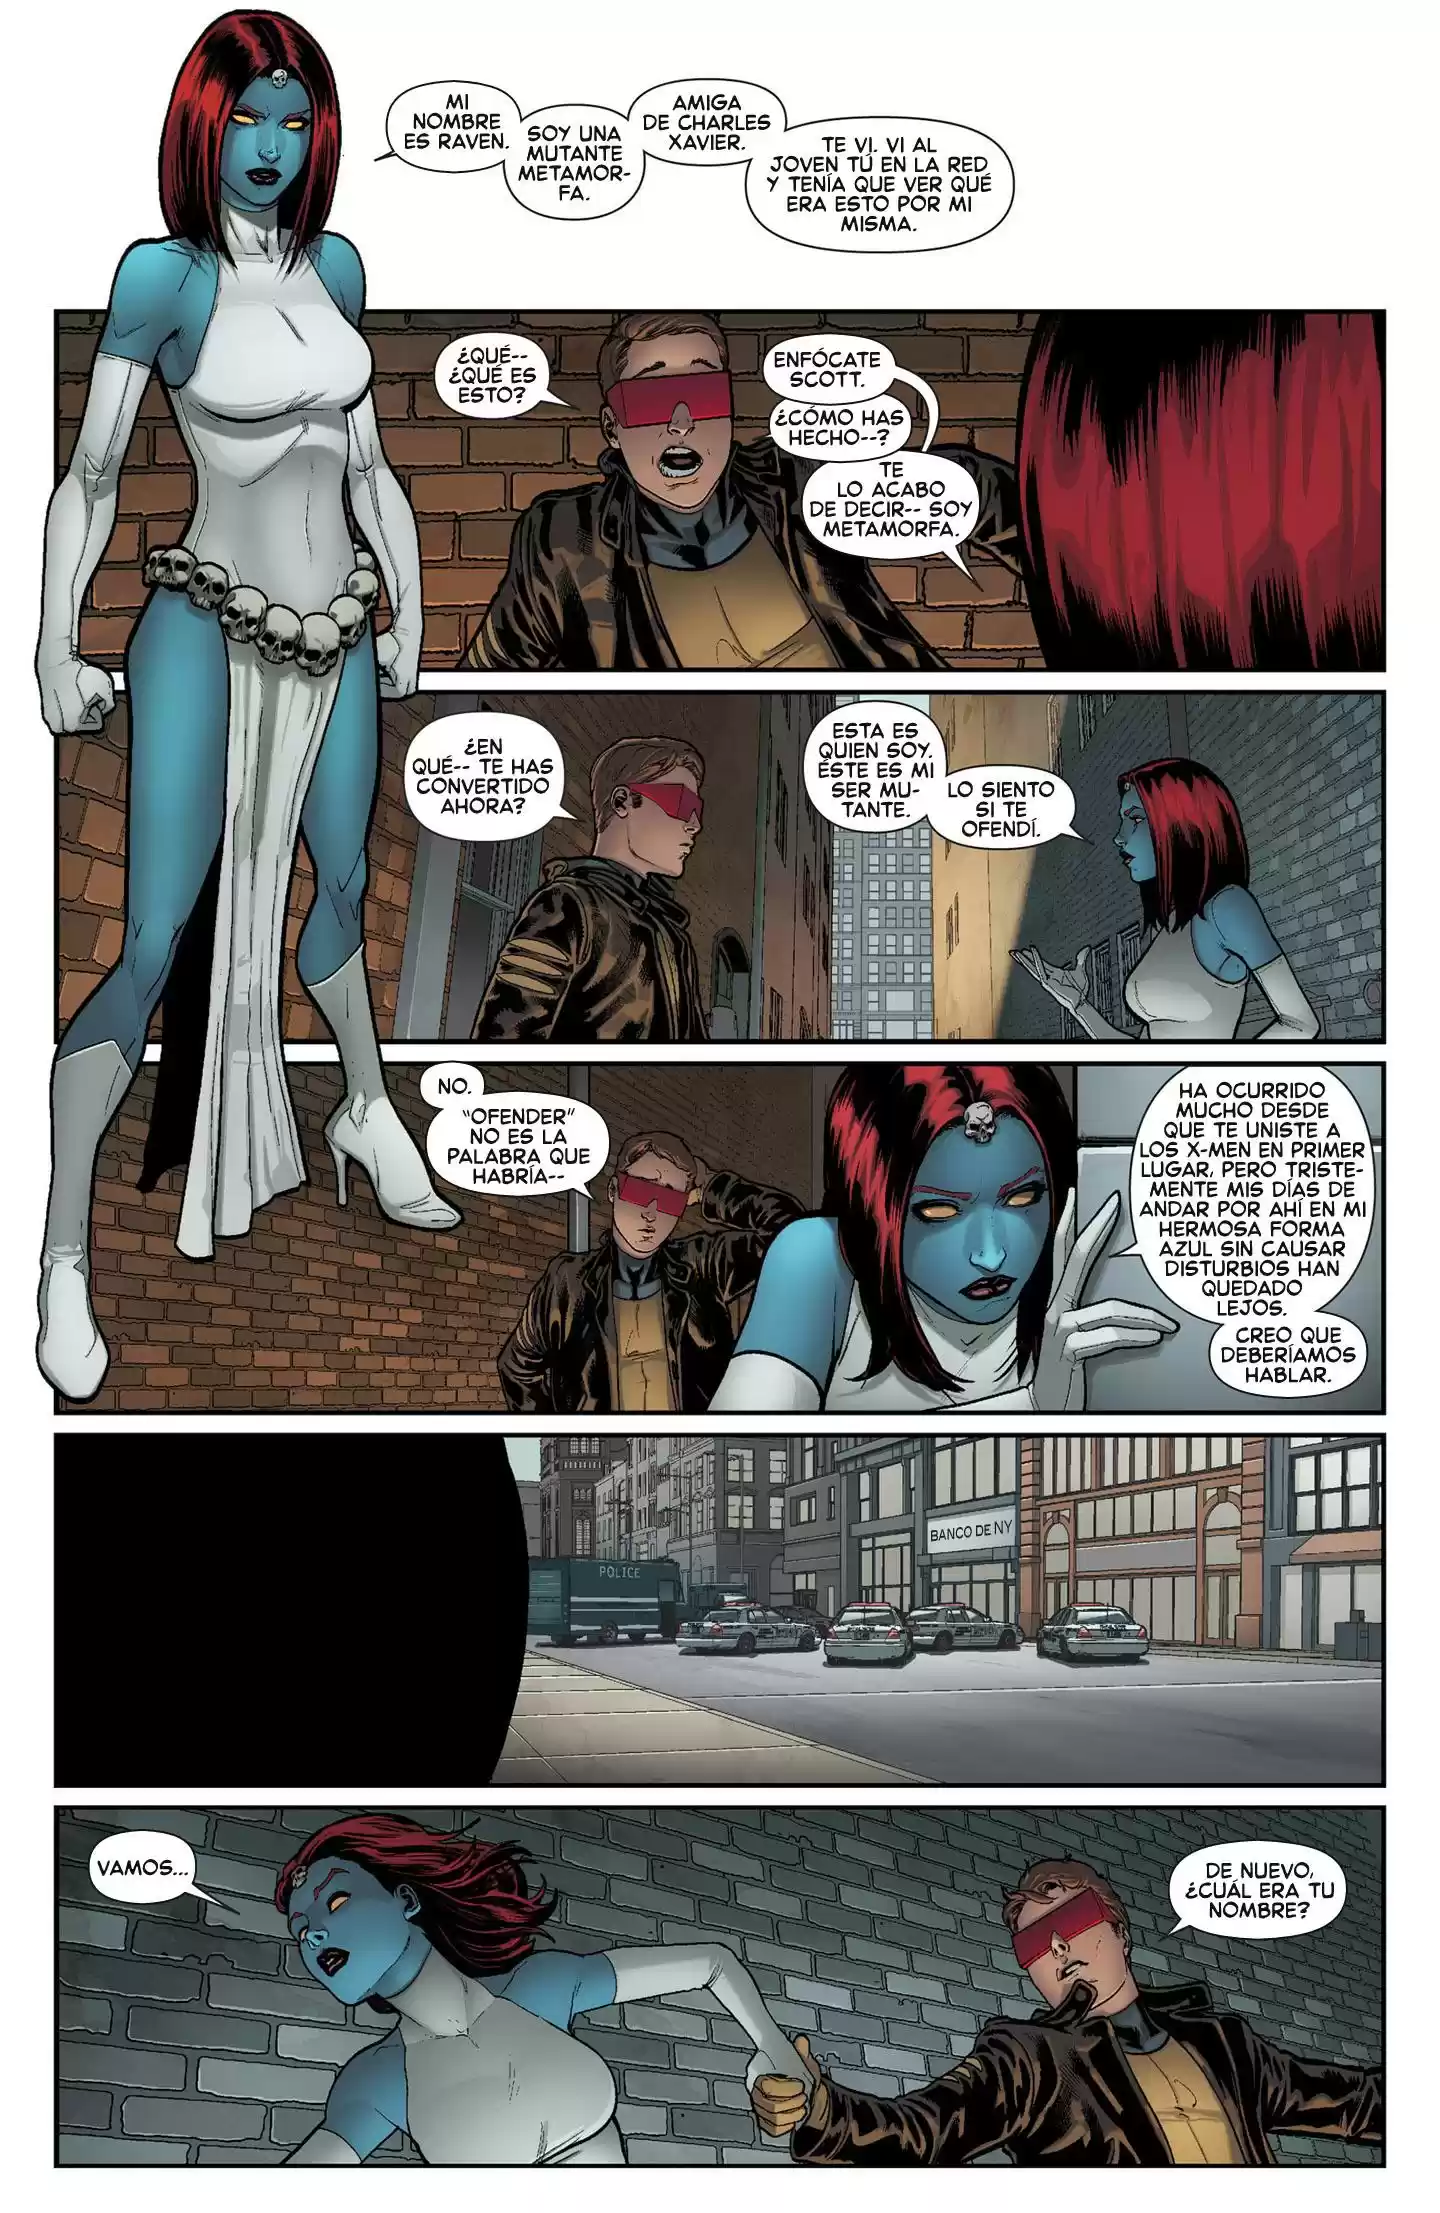 MI
NOMBRE
ES RAVEN.
SOY UNA
MUTANTE
METAMOR-
FA.
AMIGA
DE CHARLES
XAVIER.
TE VI. VI AL
JOVEN TÚ EN LA RED
Y TENÍA QUE VER QUÉ
ERA ESTO POR MI
MISMA.
¿QUÉ--
¿QUÉ ES
ESTO?
ENFÓCATE
SCOTT.
¿CÓMO HAS
HECHO--?
TE
LO ACABO
DE DECIR-- SOY
METAMORFA.
¿EN
QUÉ-- TE HAS
CONVERTIDO
AHORA?
ESTA ES
QUIEN SOY.
ÉSTE ES MI
SER MU-
TANTE.
LO SIENTO
SI TE
OFENDÍ.
NO.
"OFENDER"
NO ES LA
PALABRA QUE
HABRÍA--
HA OCURRIDO
MUCHO DESDE
QUE TE UNISTE A
LOS X-MEN EN PRIMER
LUGAR, PERO TRISTE-
MENTE MIS DÍAS DE
ANDAR POR AHÍ EN MI
HERMOSA FORMA
AZUL SIN CAUSAR
DISTURBIOS HAN
QUEDADO
LEJOS.
CREO QUE
DEBERÍAMOS
HABLAR.
POLICE
BANCO DE NY
VAMOS...
DE NUEVO,
¿CUÁL ERA TU
NOMBRE?